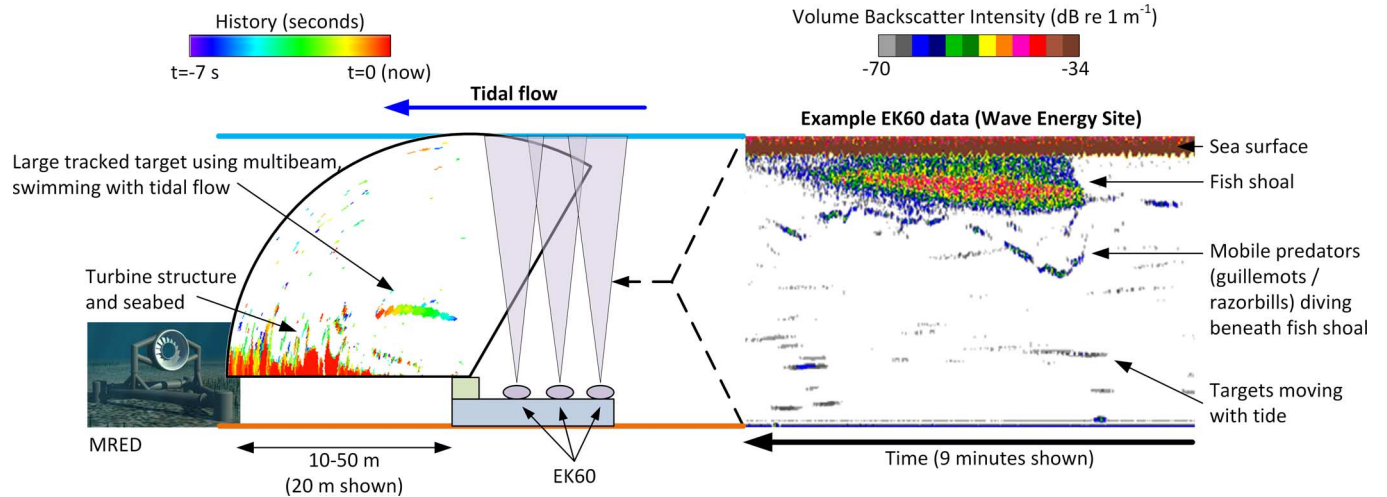 History (seconds)
t=-7 s
t=0 (now)
Volume Backscatter Intensity (dB re 1 m⁻¹)
-70
-34
Tidal flow
Example EK60 data (Wave Energy Site)
Large tracked target using multibeam,
swimming with tidal flow
Turbine structure
and seabed
MRED
10-50 m
(20 m shown)
EK60
Sea surface
Fish shoal
Mobile predators
(guillemots /
razorbills) diving
beneath fish shoal
Targets moving
with tide
Time (9 minutes shown)